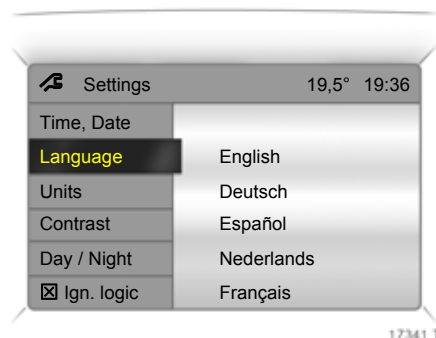 Settings 19,5° 19:36
Time, Date
Language English
Units Deutsch
Contrast Español
Day / Night Nederlands
Ign. logic Français
17341 T